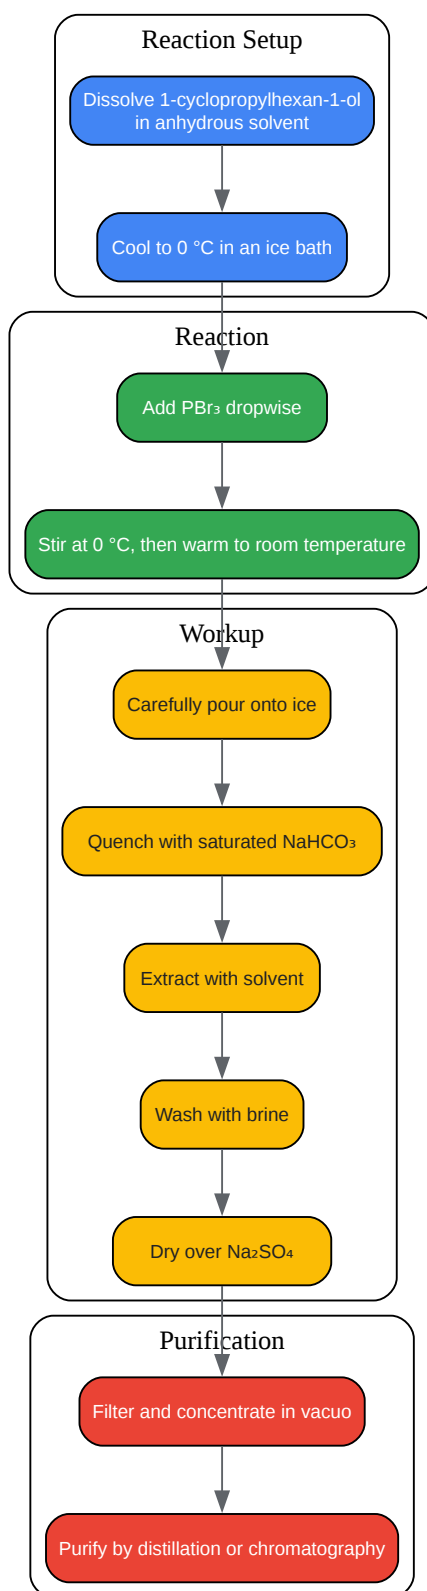 Reaction Setup
Dissolve 1-cyclopropylhexan-1-ol
in anhydrous solvent
Cool to 0 °C in an ice bath
Reaction
Add PBr₃ dropwise
Stir at 0 °C, then warm to room temperature
Workup
Carefully pour onto ice
Quench with saturated NaHCO₃
Extract with solvent
Wash with brine
Dry over Na₂SO₄
Purification
Filter and concentrate in vacuo
Purify by distillation or chromatography